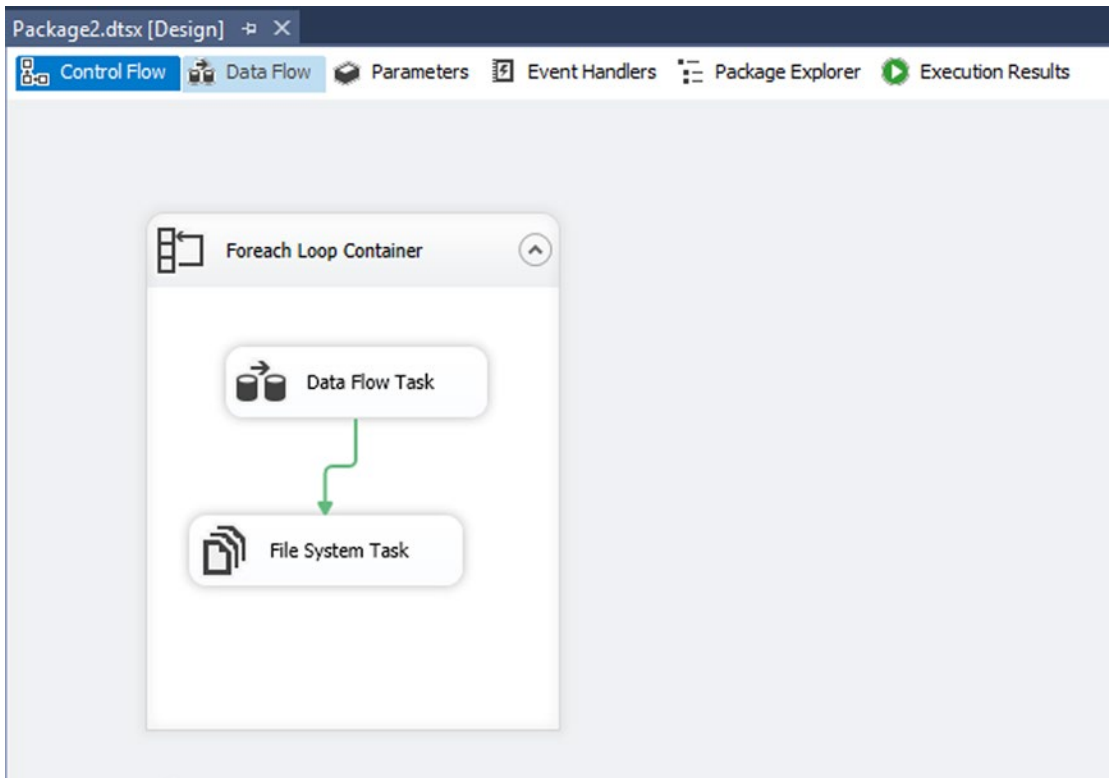 Package2.dtsx [Design]
Control Flow Data Flow Parameters Event Handlers Package Explorer Execution Results
Foreach Loop Container
Data Flow Task
File System Task